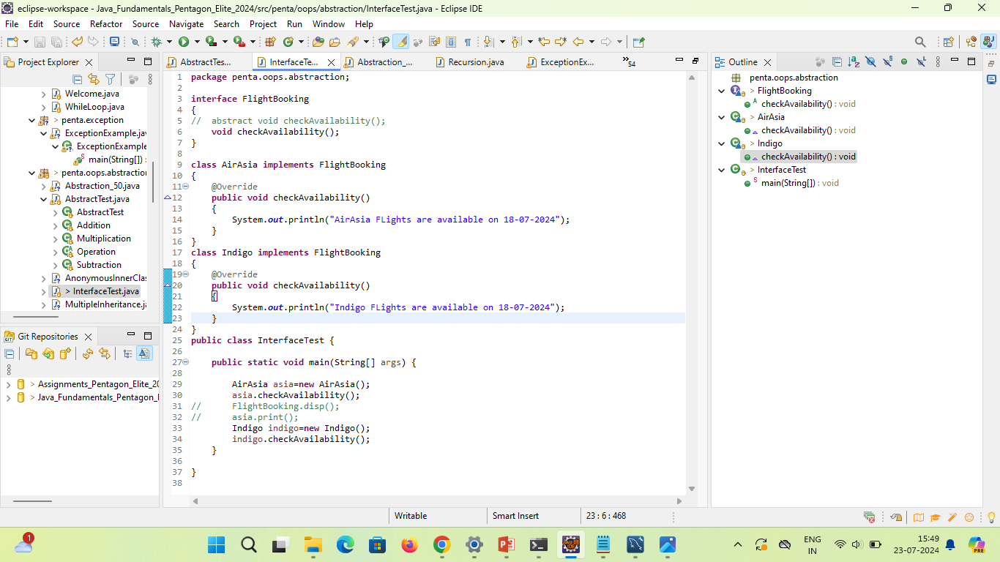 eclipse-workspace - Java_Fundamentals_Pentagon_Elite_2024/src/penta/oops/abstraction/InterfaceTest.java - Eclipse IDE
File Edit Source Refactor Source Navigate Search Project Run Window Help
Project Explorer
Welcome.java
WhileLoop.java
> penta.exception
ExceptionExample.jav
ExceptionExample
main(String[]) :
> penta.oops.abstraction
Abstraction_50.java
AbstractTest.java
AbstractTest
Addition
Multiplication
Operation
Subtraction
AnonymousInnerClas
> InterfaceTest.java
MultipleInheritance.ja
Git Repositories
> Assignments_Pentagon_Elite_20
> Java_Fundamentals_Pentagon_
AbstractTes... InterfaceTe... Abstraction_... Recursion.java ExceptionEx... »54
1 package penta.oops.abstraction;
2
3 interface FlightBooking
4 {
5 // abstract void checkAvailability();
6 void checkAvailability();
7 }
8
9 class AirAsia implements FlightBooking
10 {
11 @Override
12 public void checkAvailability()
13 {
14 System.out.println("AirAsia FLights are available on 18-07-2024");
15 }
16 }
17 class Indigo implements FlightBooking
18 {
19 @Override
20 public void checkAvailability()
21 {
22 System.out.println("Indigo FLights are available on 18-07-2024");
23 }
24 }
25 public class InterfaceTest {
26
27 public static void main(String[] args) {
28
29 AirAsia asia=new AirAsia();
30 asia.checkAvailability();
31 // FlightBooking.disp();
32 // asia.print();
33 Indigo indigo=new Indigo();
34 indigo.checkAvailability();
35 }
36
37 }
38
Outline
penta.oops.abstraction
> FlightBooking
checkAvailability() : void
> AirAsia
checkAvailability() : void
> Indigo
checkAvailability() : void
> InterfaceTest
main(String[]) : void
Writable Smart Insert 23 : 6 : 468
1
ENG
IN
15:49
23-07-2024
PRE